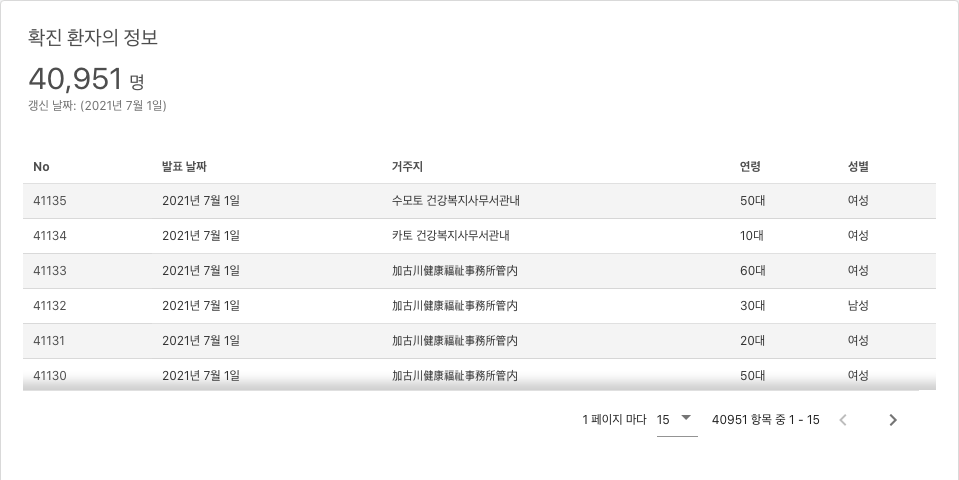 확진 환자의 정보
40,951 명
갱신 날짜: (2021년 7월 1일)
No 발표 날짜 거주지 연령 성별
41135 2021년 7월 1일 수모토 건강복지사무서관내 50대 여성
41134 2021년 7월 1일 카토 건강복지사무서관내 10대 여성
41133 2021년 7월 1일 加古川健康福祉事務所管内 60대 여성
41132 2021년 7월 1일 加古川健康福祉事務所管内 30대 남성
41131 2021년 7월 1일 加古川健康福祉事務所管内 20대 여성
41130 2021년 7월 1일 加古川健康福祉事務所管内 50대 여성
1 페이지 마다 15 40951 항목 중 1 - 15